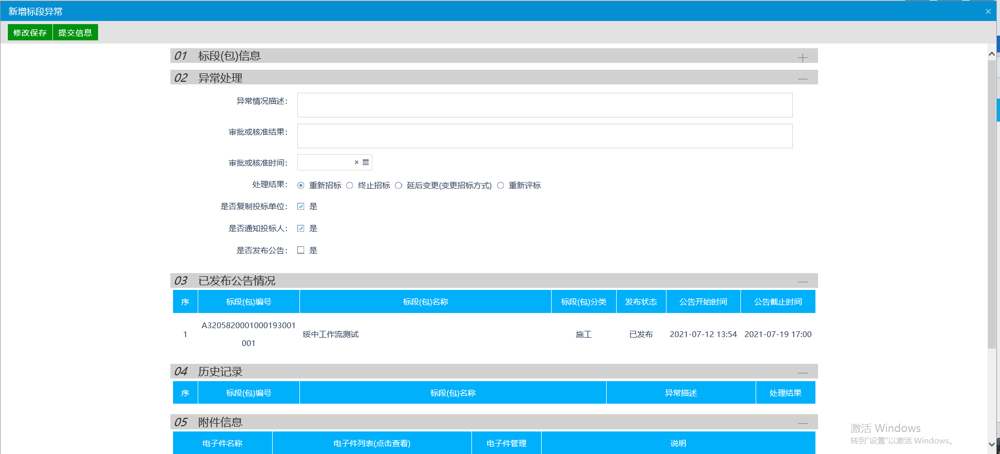 新增标段异常
修改保存 提交信息
01 标段(包)信息
02 异常处理
异常情况描述：
审批或核准结果：
审批或核准时间：
处理结果： 重新招标 终止招标 延后变更(变更招标方式) 重新评标
是否复制投标单位： 是
是否通知投标人： 是
是否发布公告： 是
03 已发布公告情况
序 标段(包)编号 标段(包)名称 标段(包)分类 发布状态 公告开始时间 公告截止时间
1 A3205820001000193001001 绥中工作流测试 施工 已发布 2021-07-12 13:54 2021-07-19 17:00
04 历史记录
序 标段(包)编号 标段(包)名称 异常描述 处理结果
05 附件信息
电子件名称 电子件列表(点击查看) 电子件管理 说明
激活 Windows
转到"设置"以激活 Windows。